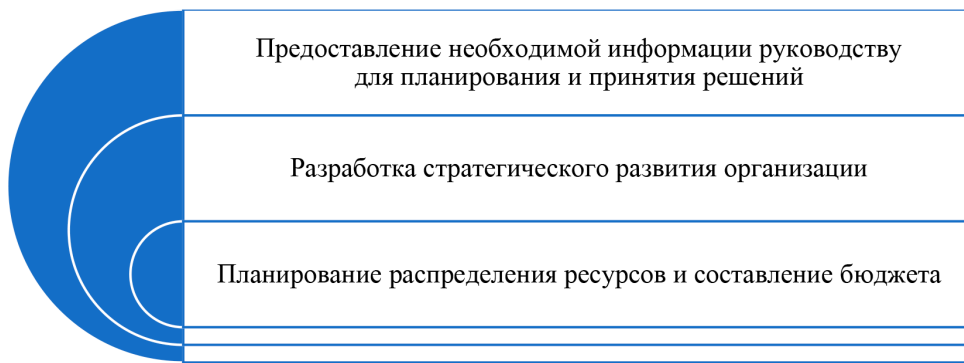 Предоставление необходимой информации руководству
для планирования и принятия решений
Разработка стратегического развития организации
Планирование распределения ресурсов и составление бюджета